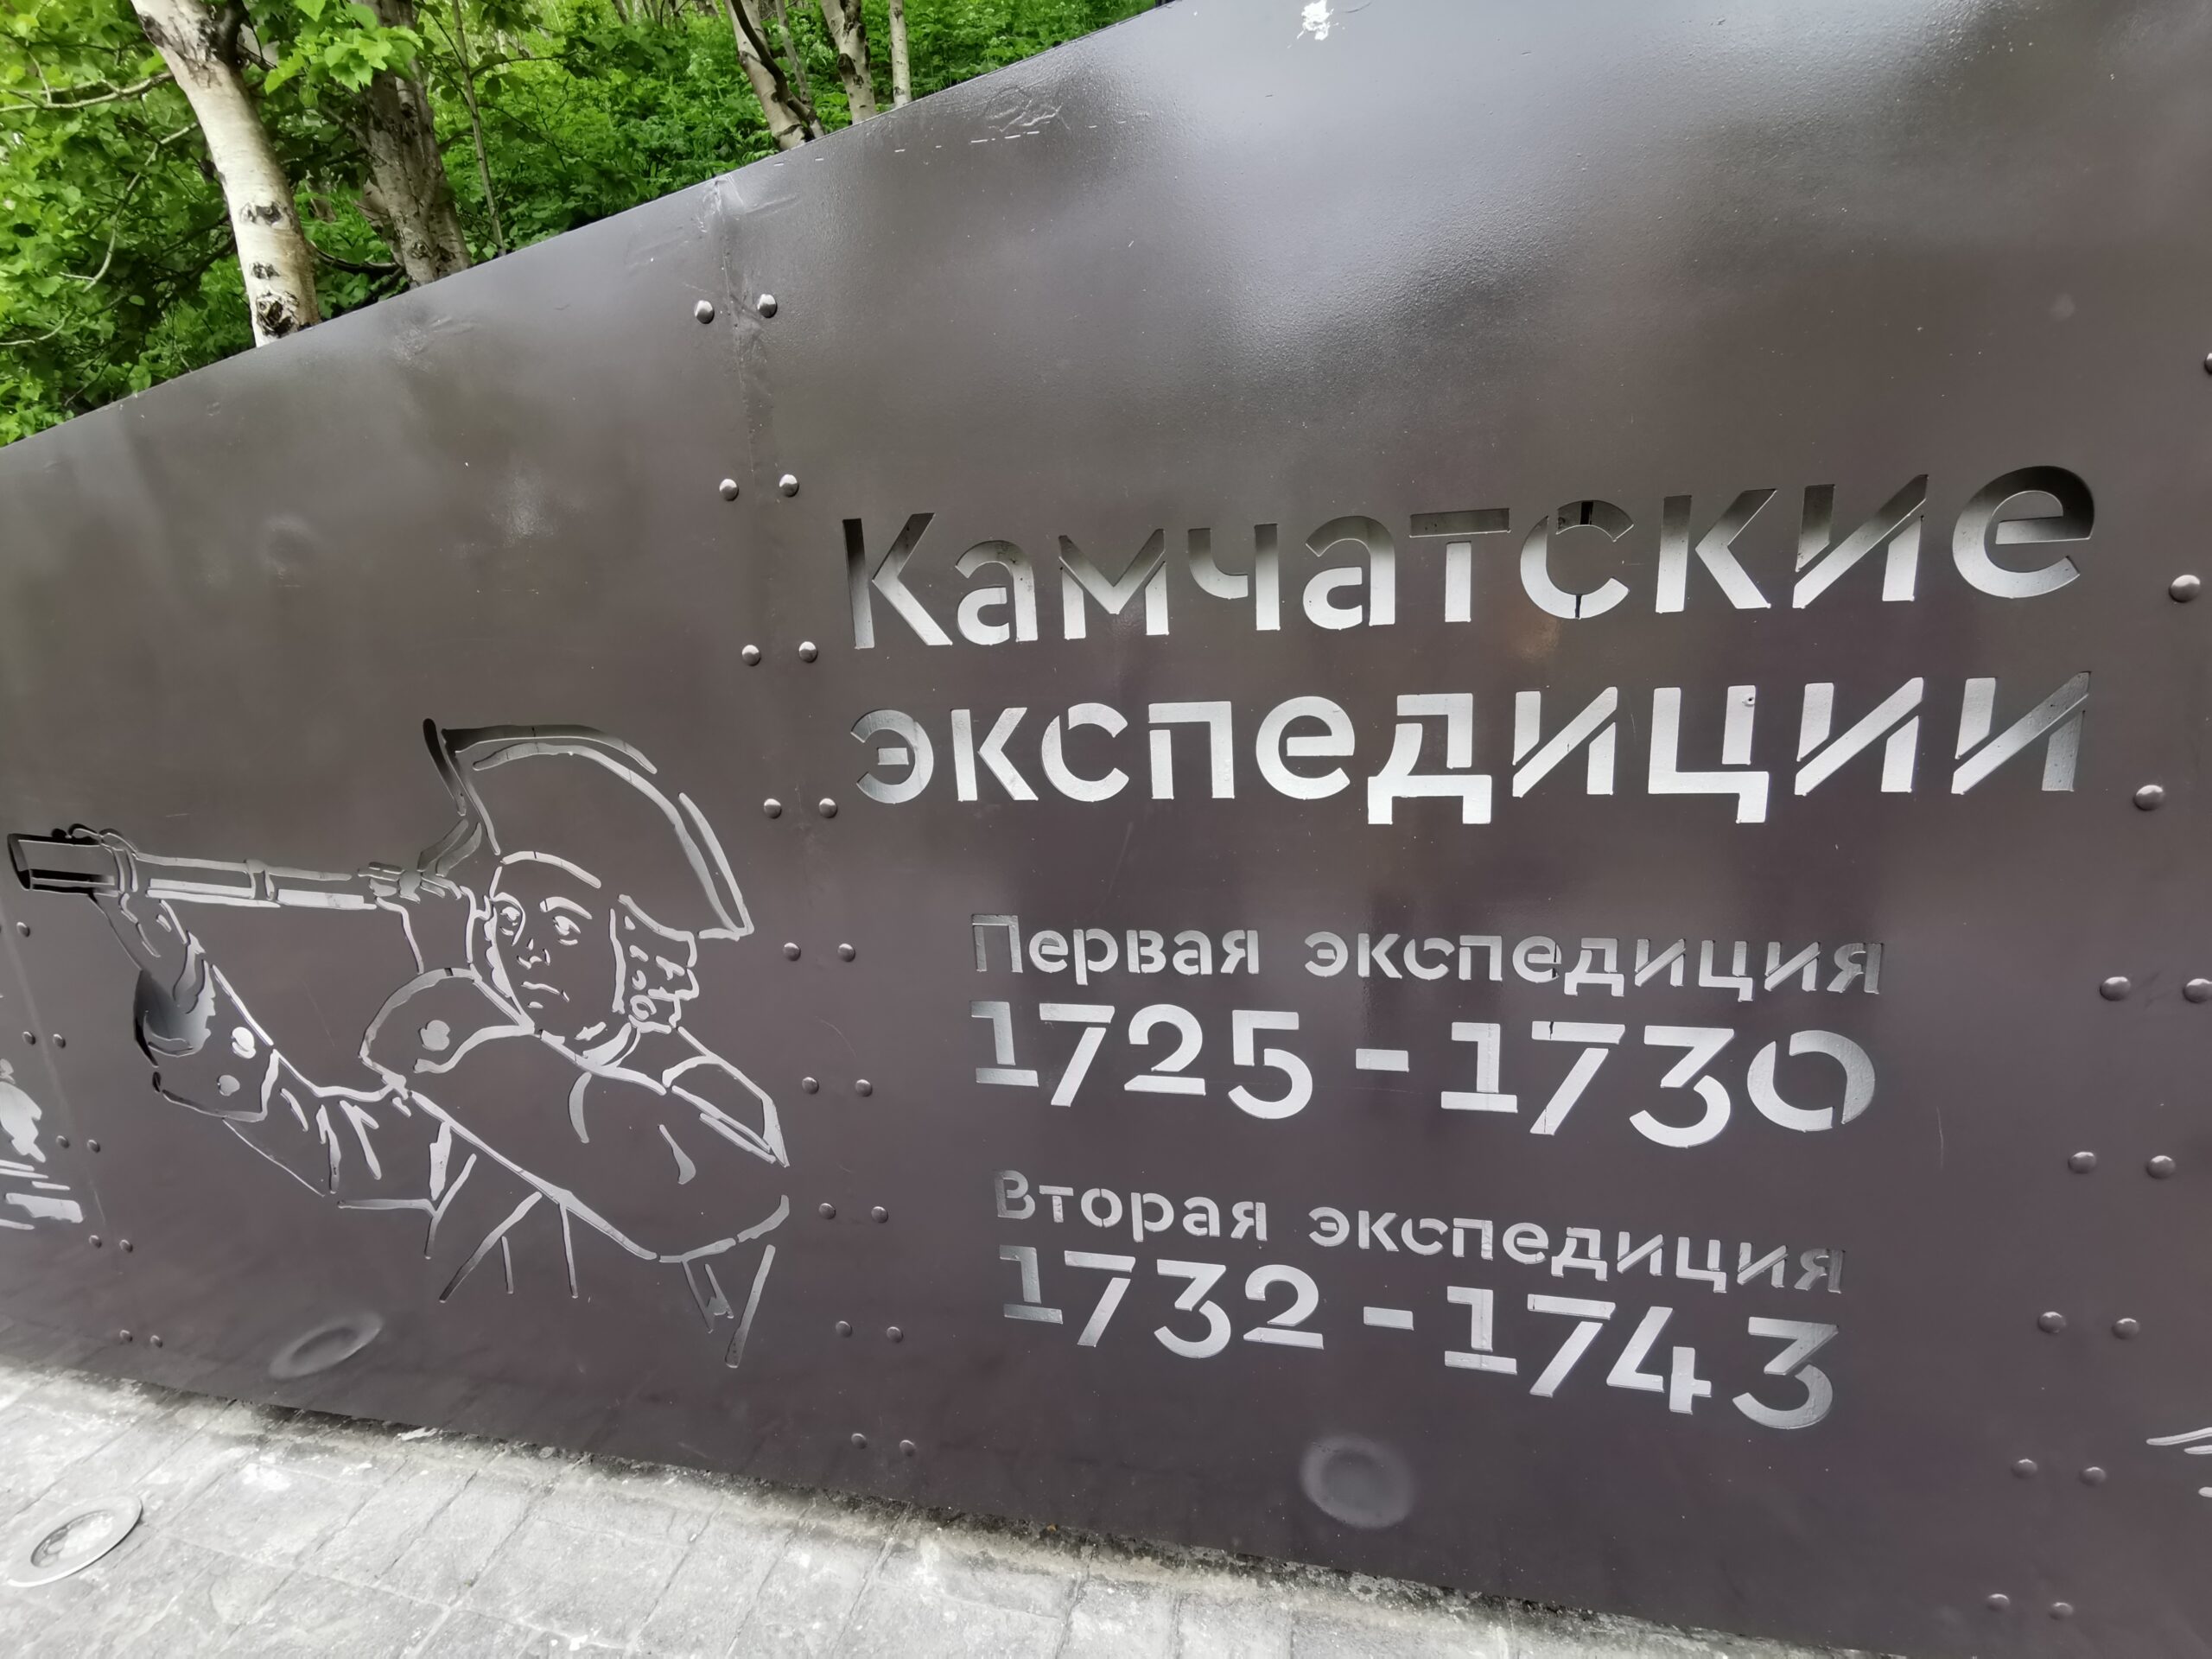 Камчатские
экспедиции
Первая экспедиция
1725-1730
Вторая экспедиция
1732-1743